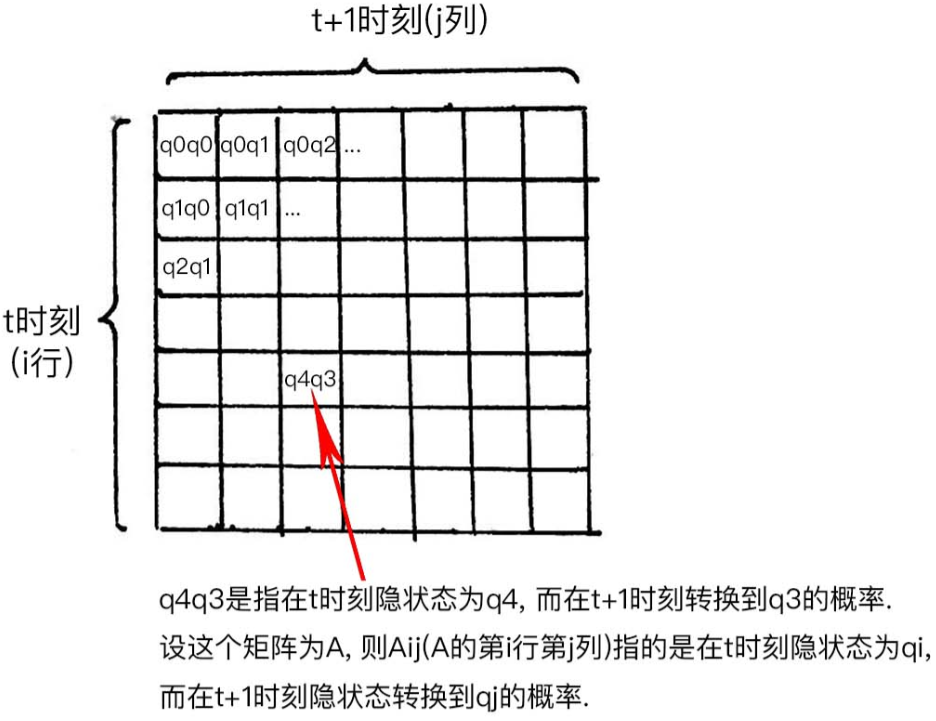 t+1时刻(j列)
q0q0 q0q1 q0q2 ...
q1q0 q1q1 ...
q2q1
t时刻
(i行)
q4q3
q4q3是指在t时刻隐状态为q4, 而在t+1时刻转换到q3的概率.
设这个矩阵为A, 则Aij(A的第i行第j列)指的是在t时刻隐状态为qi,
而在t+1时刻隐状态转换到qj的概率.